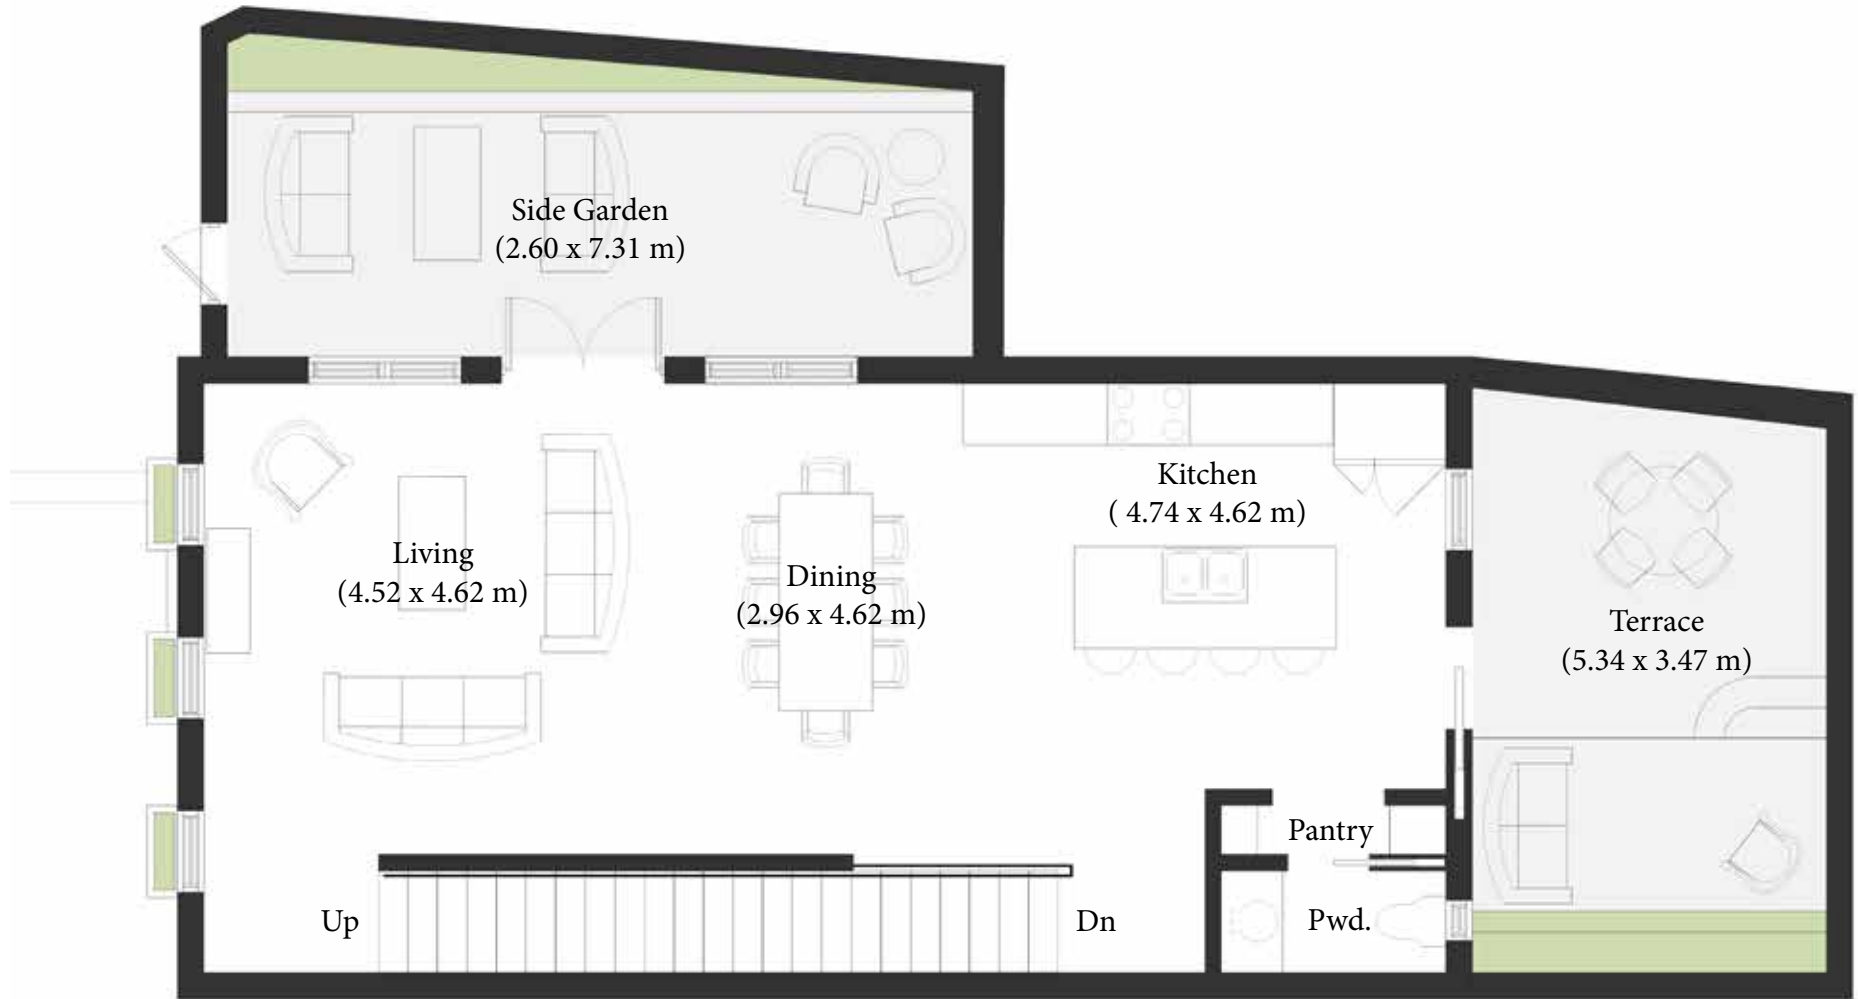 Side Garden
(2.60 x 7.31 m)
Kitchen
( 4.74 x 4.62 m)
Living
(4.52 x 4.62 m)
Dining
(2.96 x 4.62 m)
Terrace
(5.34 x 3.47 m)
Pantry
Up
Dn
Pwd.